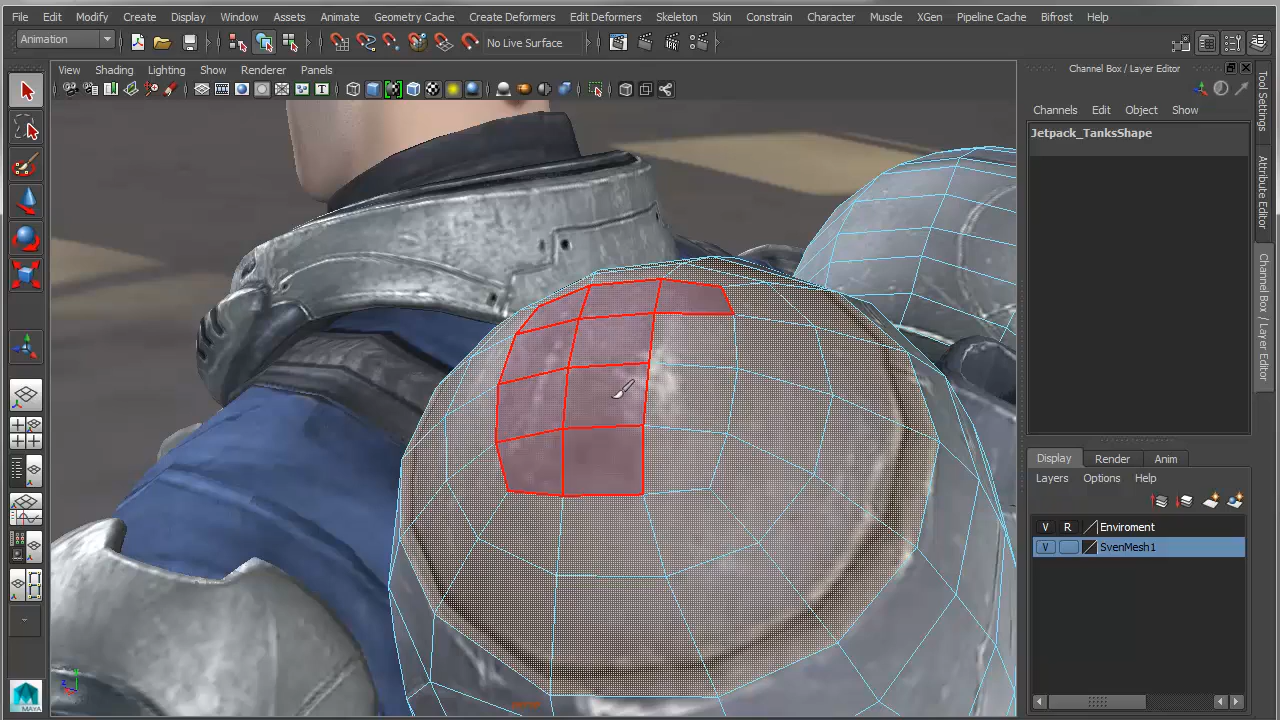 File Edit Modify Create Display Window Assets Animate Geometry Cache Create Deformers Edit Deformers Skeleton Skin Constrain Character Muscle XGen Pipeline Cache Bifrost Help
Animation
No Live Surface
View Shading Lighting Show Renderer Panels
Channel Box / Layer Editor
Channels Edit Object Show
Jetpack_TanksShape
Tool Settings
Attribute Editor
Channel Box / Layer Editor
Display Render Anim
Layers Options Help
V R Enviroment
V SvenMesh1
MAYA